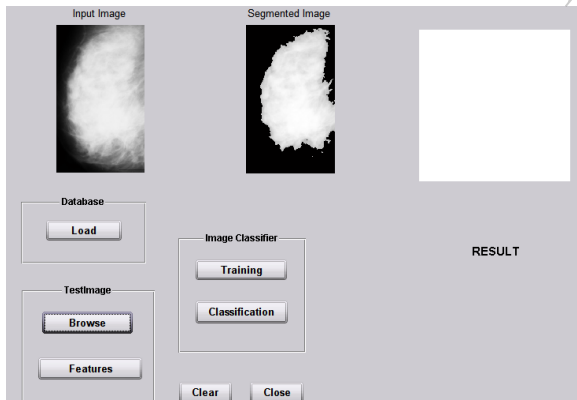 Input Image
Segmented Image
Database
Load
Image Classifier
Training
Classification
RESULT
TestImage
Browse
Features
Clear
Close